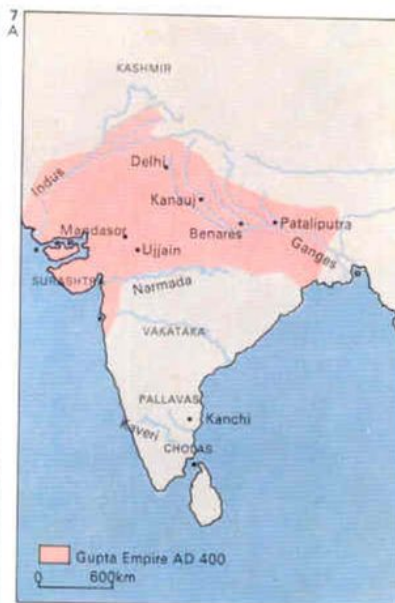 7
A
KASHMIR
Delhi
Indus
Kanauj
Mandasor
Benares
Pataliputra
Ujjain
Ganges
SURASHTRA
Narmada
VAKATAKA
PALLAVAS
Kanchi
Kaveri
CHOLAS
Gupta Empire AD 400
0 600km